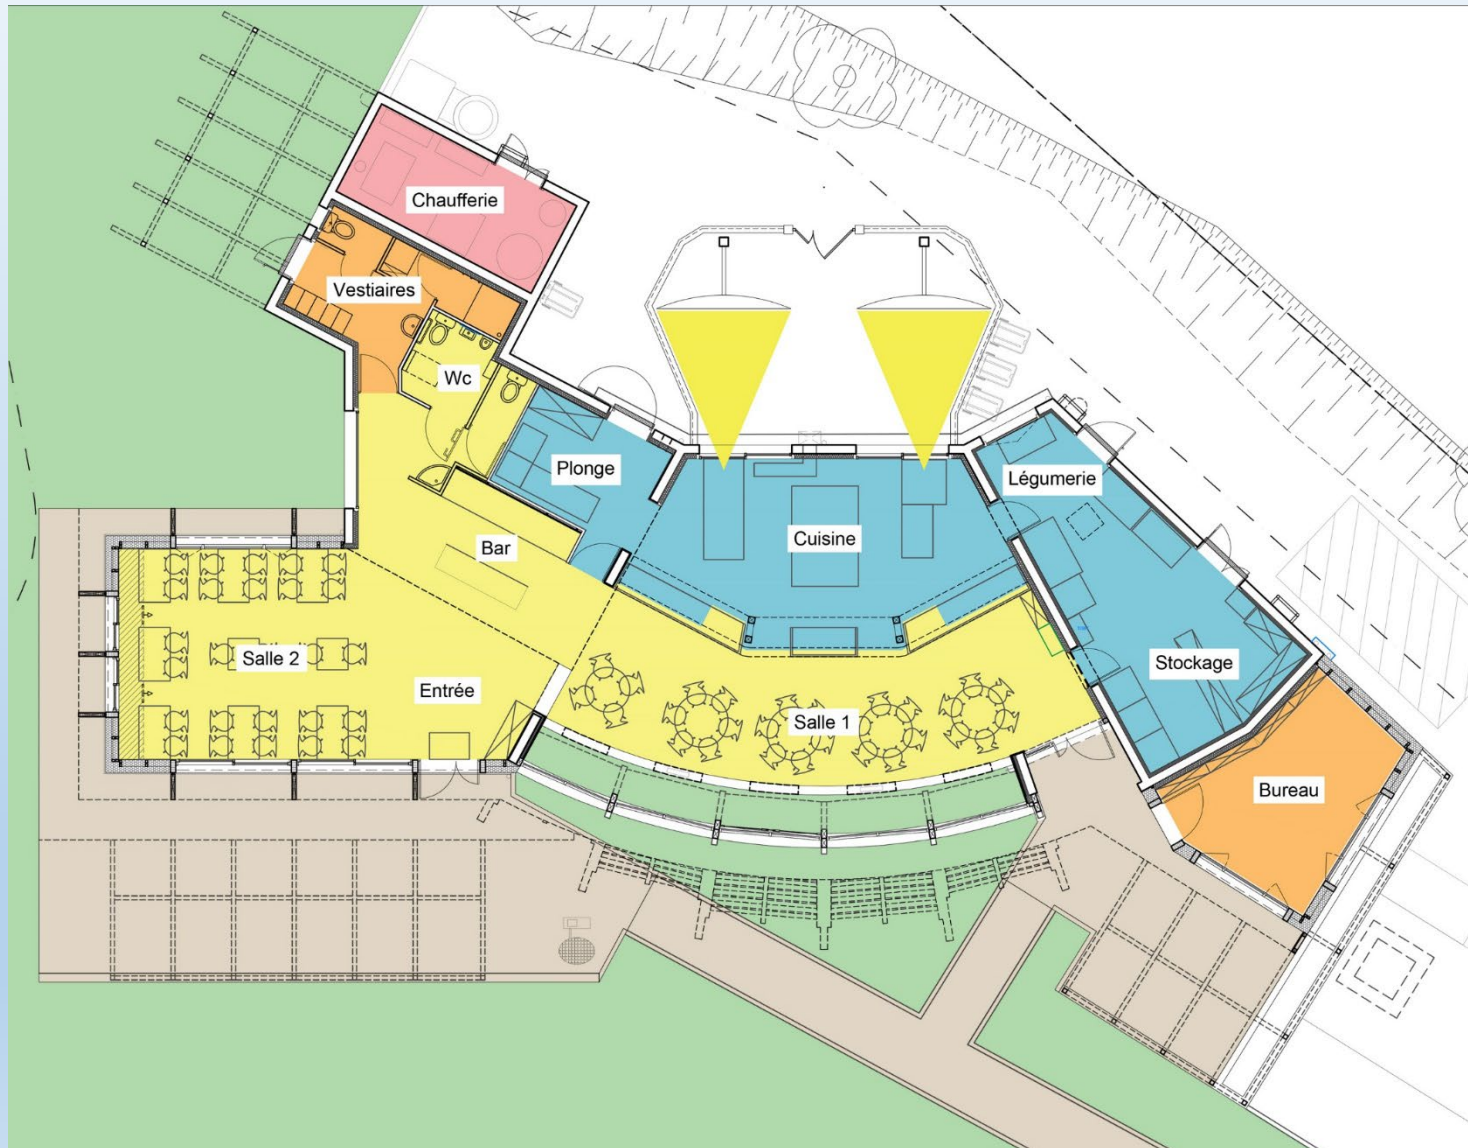 Chaufferie
Vestiaires
Wc
Plonge
Légumerie
Bar
Cuisine
Salle 2
Entrée
Salle 1
Stockage
Bureau